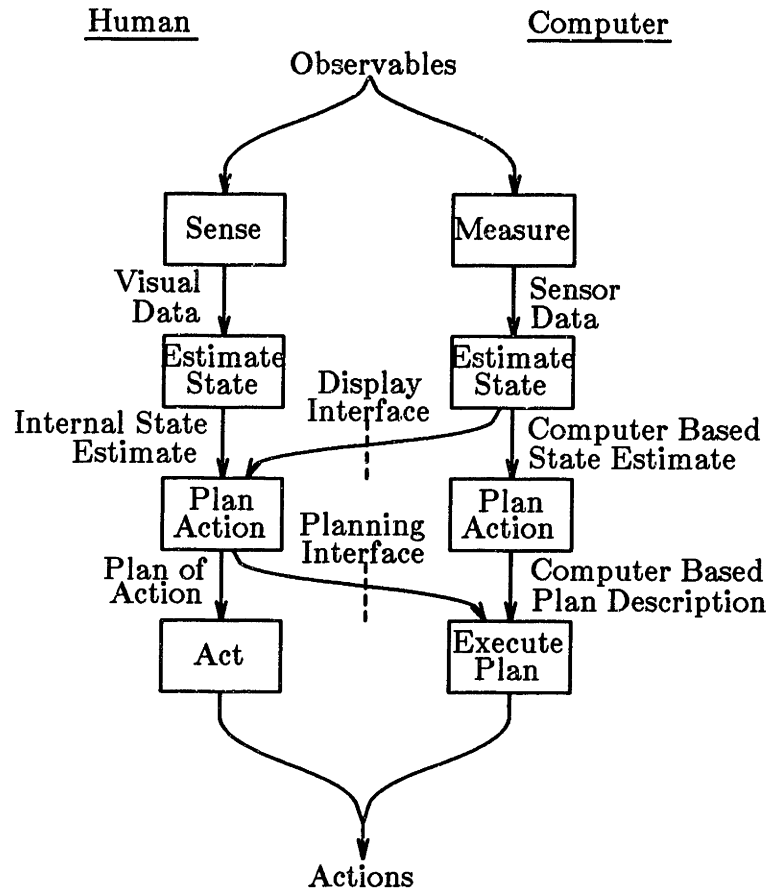 Human
Computer
Observables
Sense
Measure
Visual
Data
Sensor
Data
Estimate
State
Estimate
State
Display
Interface
Internal State
Estimate
Computer Based
State Estimate
Plan
Action
Plan
Action
Planning
Interface
Plan of
Action
Computer Based
Plan Description
Act
Execute
Plan
Actions